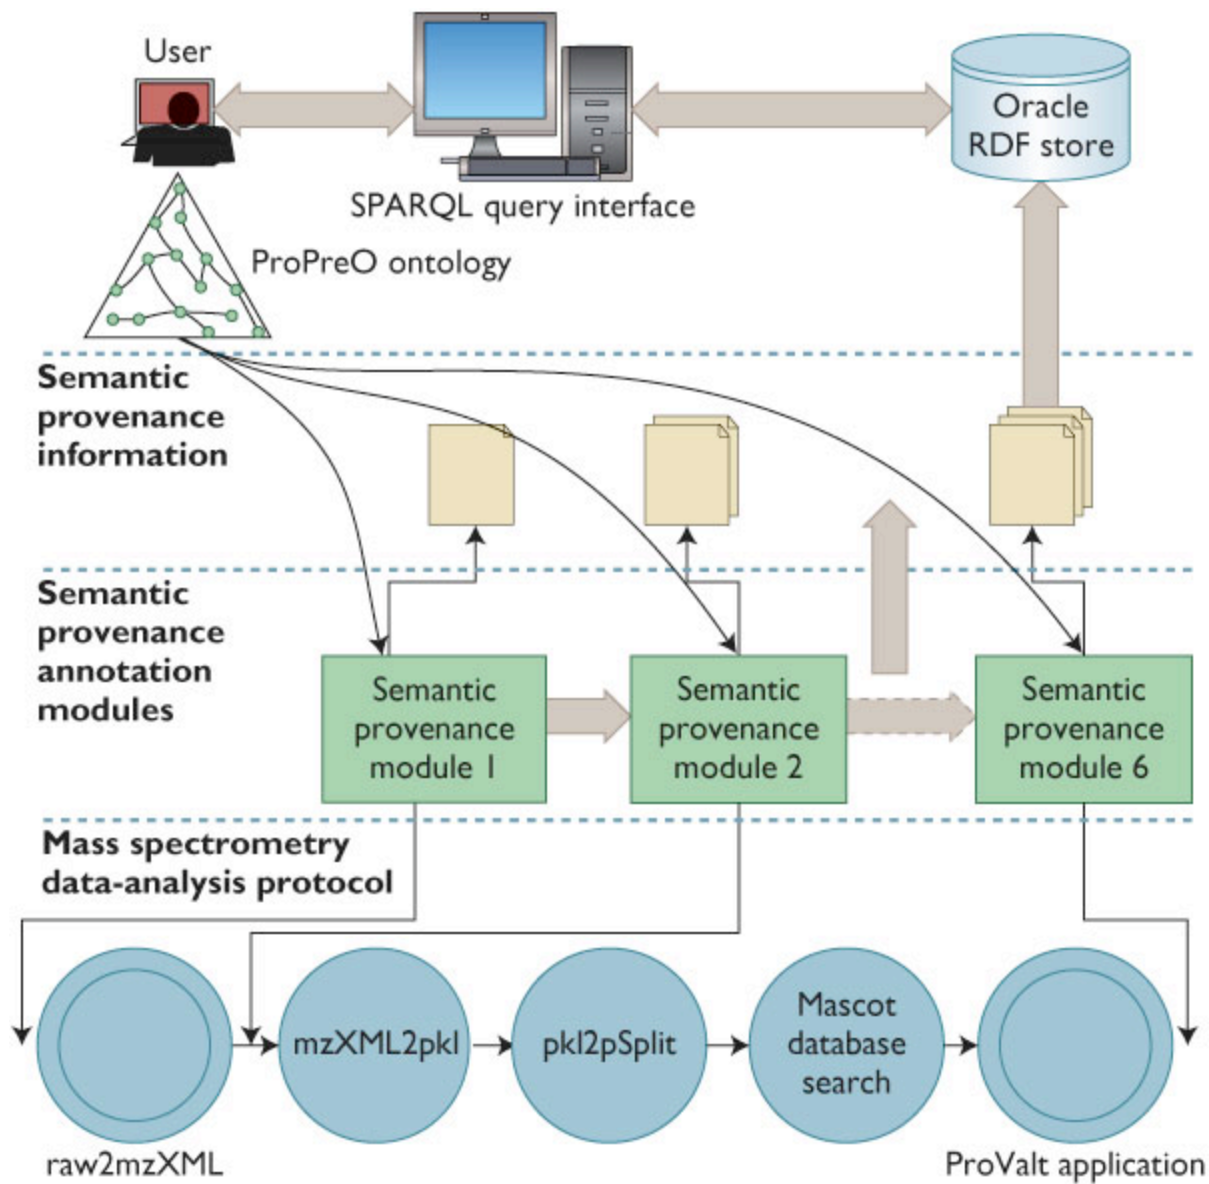 User
Oracle
RDF store
SPARQL query interface
ProPreO ontology
Semantic
provenance
information
Semantic
provenance
annotation
modules
Semantic
provenance
module 1
Semantic
provenance
module 2
Semantic
provenance
module 6
Mass spectrometry
data-analysis protocol
mzXML2pkl
pkl2pSplit
Mascot
database
search
raw2mzXML
ProValt application